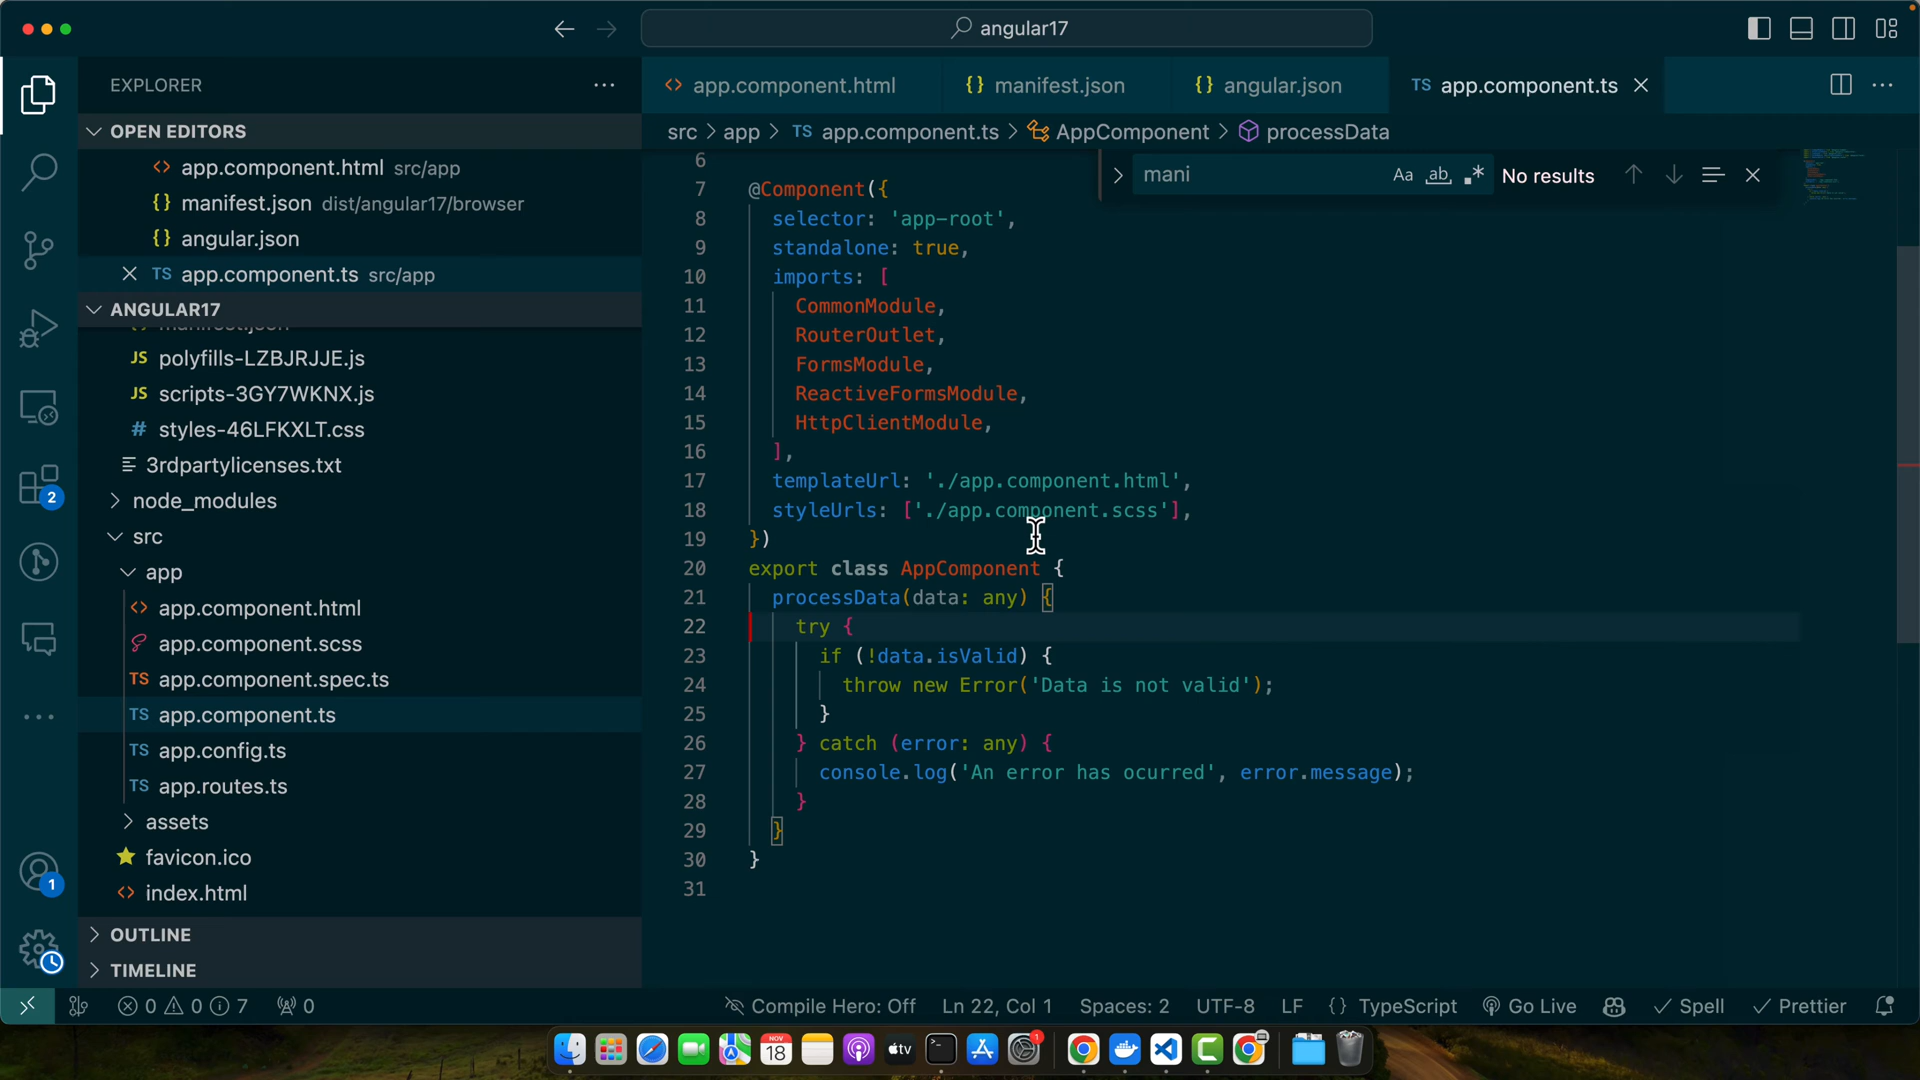 angular17
EXPLORER
app.component.html
manifest.json
angular.json
TS app.component.ts
OPEN EDITORS
app.component.html src/app
{} manifest.json dist/angular17/browser
{} angular.json
TS app.component.ts src/app
ANGULAR17
manifest.json
JS polyfills-LZBJRJJE.js
JS scripts-3GY7WKNX.js
# styles-46LFKXLT.css
3rdpartylicenses.txt
node_modules
src
app
app.component.html
app.component.scss
TS app.component.spec.ts
TS app.component.ts
TS app.config.ts
TS app.routes.ts
assets
favicon.ico
index.html
OUTLINE
TIMELINE
2
1
src > app > TS app.component.ts > AppComponent > processData
mani
Aa ab .* No results
6
7 @Component({
8 selector: 'app-root',
9 standalone: true,
10 imports: [
11 CommonModule,
12 RouterOutlet,
13 FormsModule,
14 ReactiveFormsModule,
15 HttpClientModule,
16 ],
17 templateUrl: './app.component.html',
18 styleUrls: ['./app.component.scss'],
19 })
20 export class AppComponent {
21 processData(data: any) {
22 try {
23 if (!data.isValid) {
24 throw new Error('Data is not valid');
25 }
26 } catch (error: any) {
27 console.log('An error has ocurred', error.message);
28 }
29 }
30 }
31
0 0 7 0 Compile Hero: Off Ln 22, Col 1 Spaces: 2 UTF-8 LF {} TypeScript Go Live Spell Prettier
NOV
18
tv
1